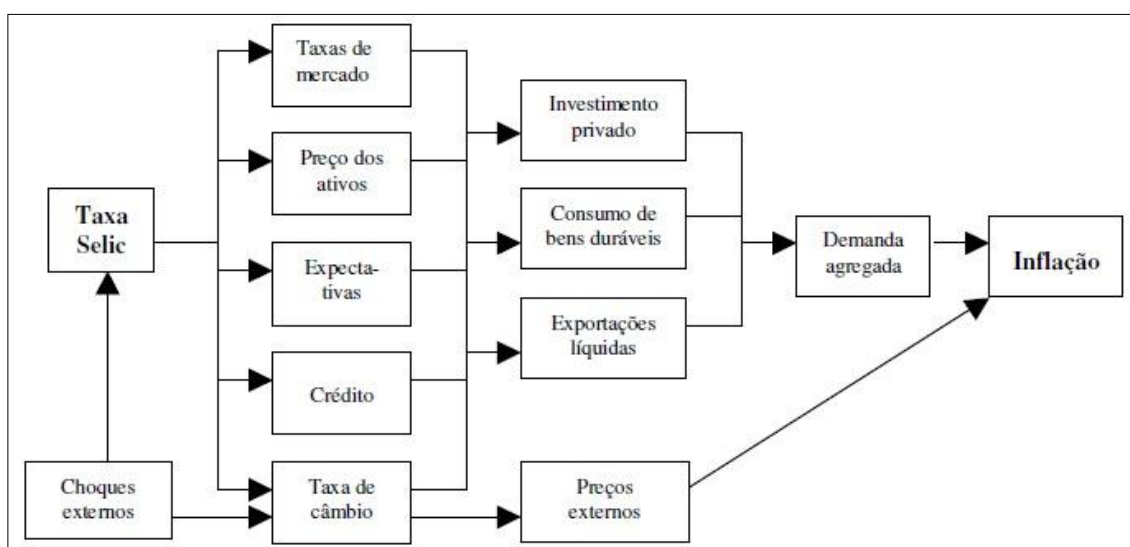 Taxa
Selic
Choques
externos
Taxas de
mercado
Preço dos
ativos
Expecta-
tivas
Crédito
Taxa de
câmbio
Investimento
privado
Consumo de
bens duráveis
Exportações
líquidas
Preços
externos
Demanda
agregada
Inflação